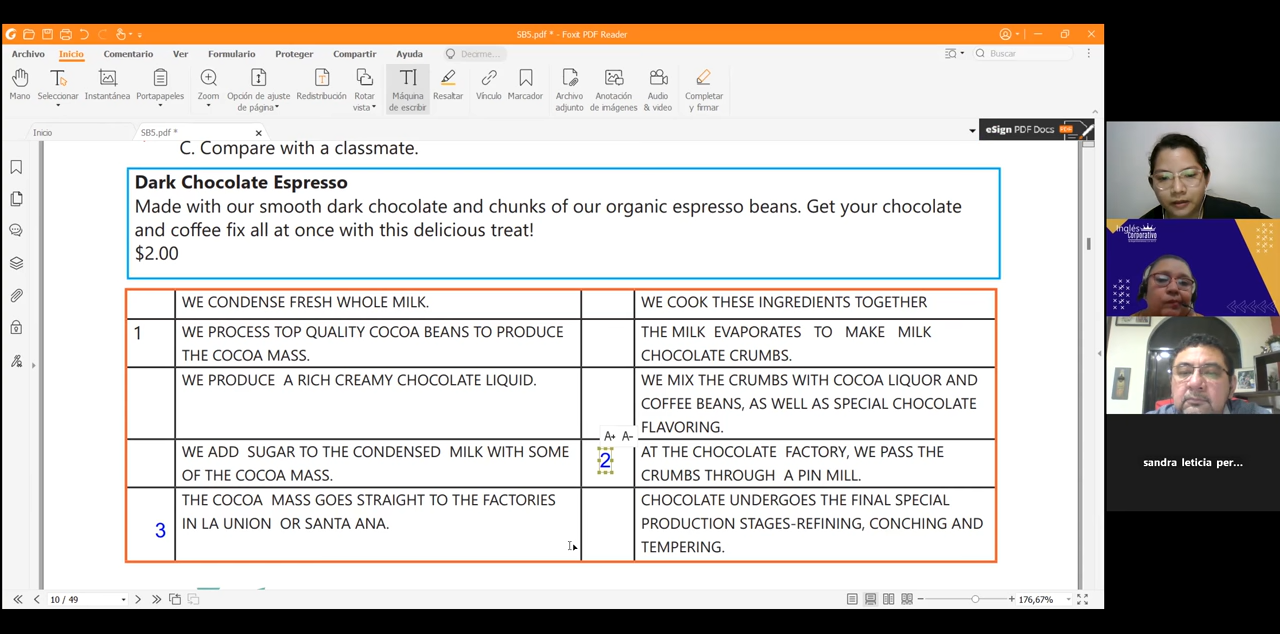 SB5.pdf * - Foxit PDF Reader
Archivo Inicio Comentario Ver Formulario Proteger Compartir Ayuda Decirme... Buscar
Mano Seleccionar Instantánea Portapapeles Zoom Opción de ajuste de página Redistribución Rotar vista Máquina de escribir Resaltar Vínculo Marcador Archivo adjunto Anotación de imágenes Audio & video Completar y firmar
Inicio SB5.pdf * eSign PDF Docs
C. Compare with a classmate.
Dark Chocolate Espresso
Made with our smooth dark chocolate and chunks of our organic espresso beans. Get your chocolate
and coffee fix all at once with this delicious treat!
$2.00
WE CONDENSE FRESH WHOLE MILK.
WE COOK THESE INGREDIENTS TOGETHER
1
WE PROCESS TOP QUALITY COCOA BEANS TO PRODUCE
THE COCOA MASS.
THE MILK EVAPORATES TO MAKE MILK
CHOCOLATE CRUMBS.
WE PRODUCE A RICH CREAMY CHOCOLATE LIQUID.
WE MIX THE CRUMBS WITH COCOA LIQUOR AND
COFFEE BEANS, AS WELL AS SPECIAL CHOCOLATE
FLAVORING.
A+ A-
WE ADD SUGAR TO THE CONDENSED MILK WITH SOME
OF THE COCOA MASS.
2
AT THE CHOCOLATE FACTORY, WE PASS THE
CRUMBS THROUGH A PIN MILL.
3
THE COCOA MASS GOES STRAIGHT TO THE FACTORIES
IN LA UNION OR SANTA ANA.
CHOCOLATE UNDERGOES THE FINAL SPECIAL
PRODUCTION STAGES-REFINING, CONCHING AND
TEMPERING.
10 / 49
176,67%
Inglés
Corporativo
sandra leticia per...